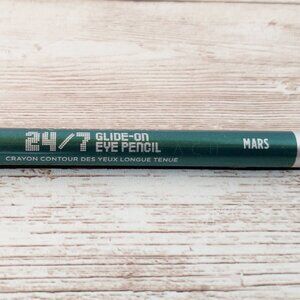 24/7 GLIDE-ON
EYE PENCIL
MARS
CRAYON CONTOUR DES YEUX LONGUE TENUE